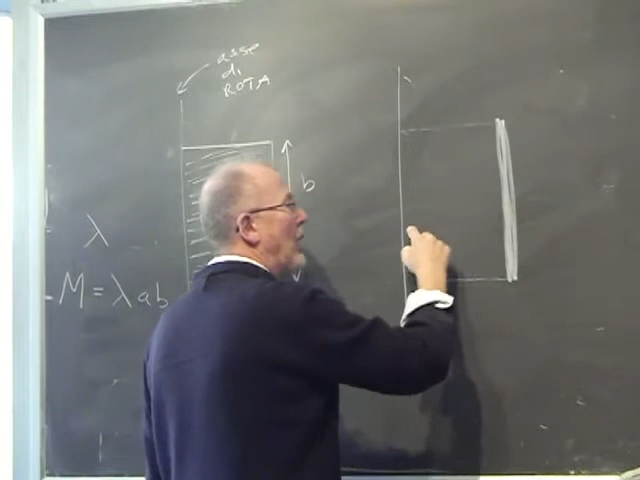 asse
di
ROTA
b
λ
M = λab